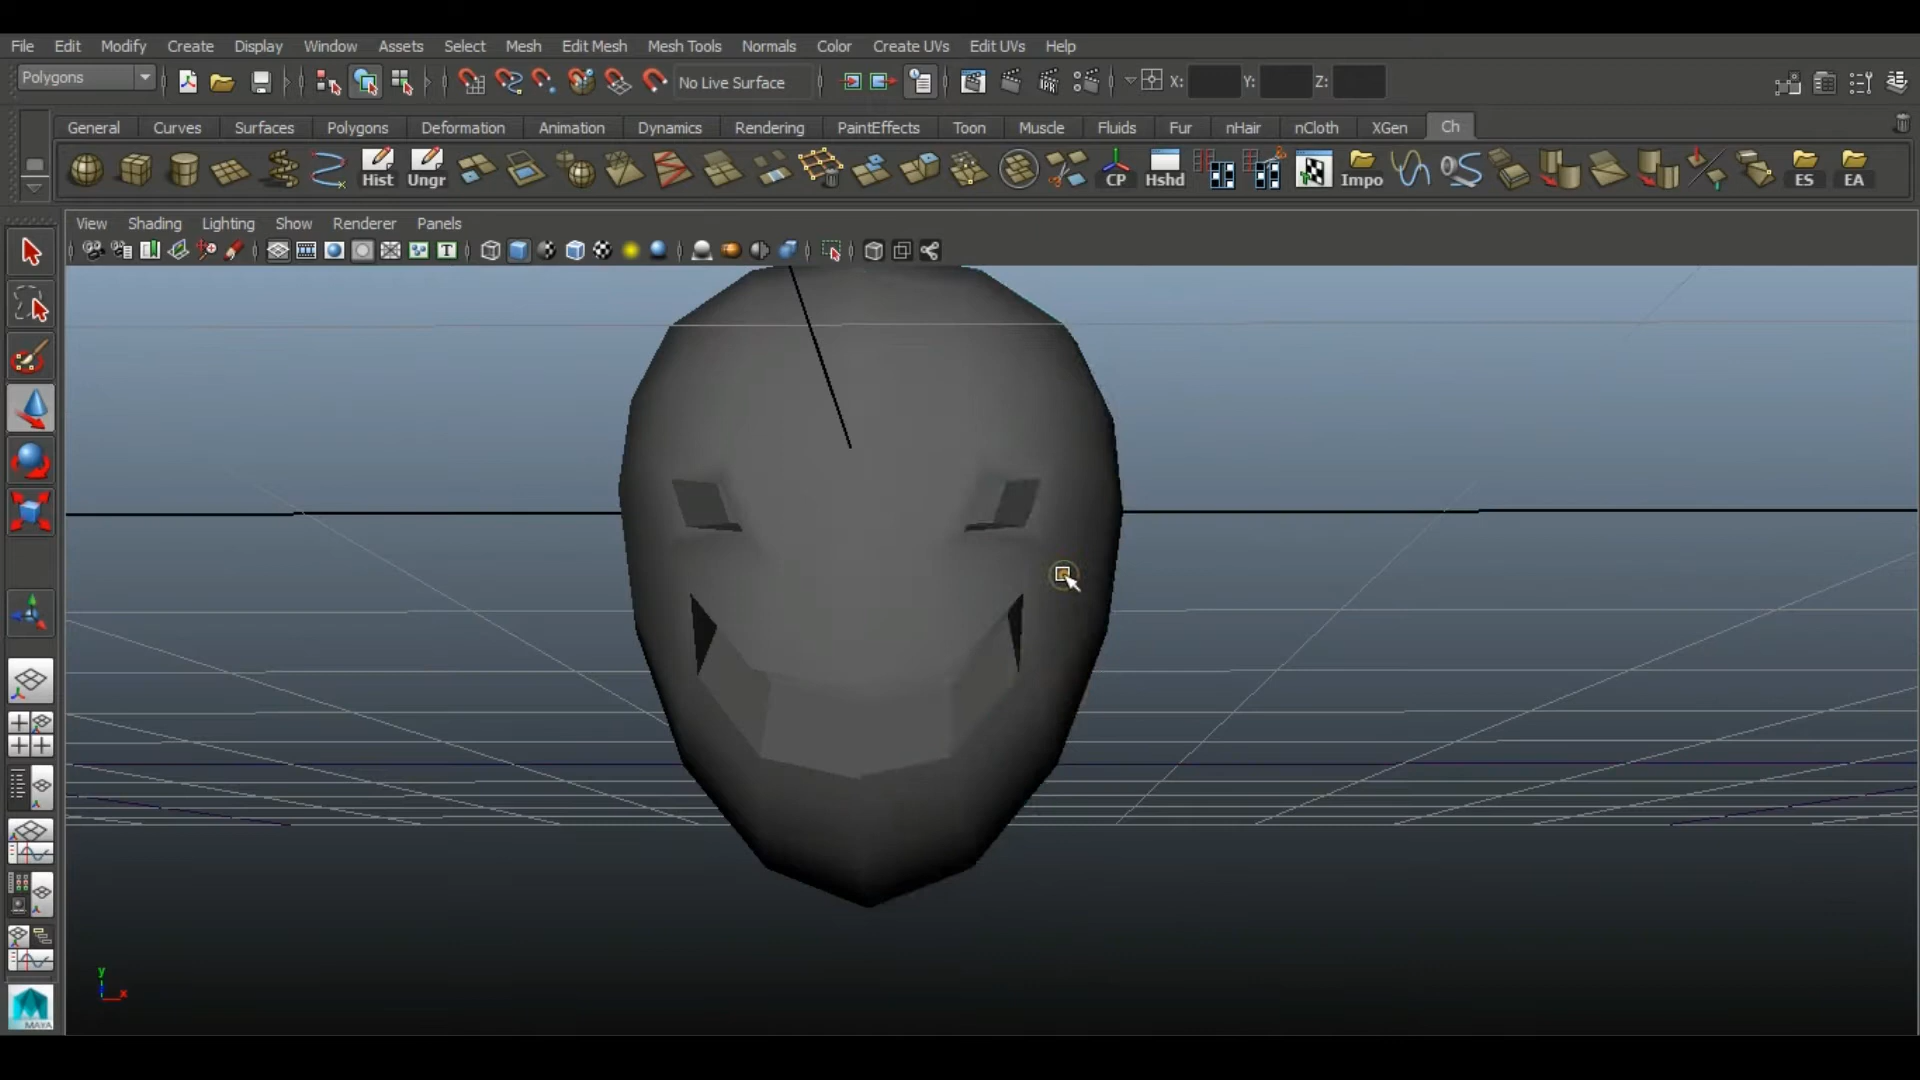 File Edit Modify Create Display Window Assets Select Mesh Edit Mesh Mesh Tools Normals Color Create UVs Edit UVs Help
Polygons No Live Surface X: Y: Z:
General Curves Surfaces Polygons Deformation Animation Dynamics Rendering PaintEffects Toon Muscle Fluids Fur nHair nCloth XGen Ch
Hist Ungr CP Hshd Impo ES EA
View Shading Lighting Show Renderer Panels
T
y
x
MAYA